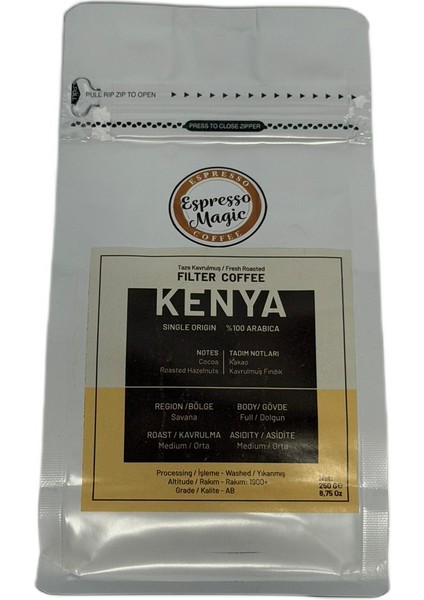 PULL RIP ZIP TO OPEN
PRESS TO CLOSE ZIPPER
ESPRESSO
Espresso
Magic
COFFEE
Taze Kavrulmuş / Fresh Roasted
FILTER COFFEE
KENYA
SINGLE ORIGIN %100 ARABICA
NOTES TADIM NOTLARI
Cocoa Kakao
Roasted Hazelnuts Kavrulmuş Fındık
REGION /BÖLGE BODY/ GÖVDE
Savana Full / Dolgun
ROAST / KAVRULMA ASIDITY / ASİDİTE
Medium / Orta Medium / Orta
Processing / İşleme - Washed / Yıkanmış
Altitude / Rakım - Rakım: 1900+
Grade / Kalite - AB
Net:
250 G℮
8,75 Oz